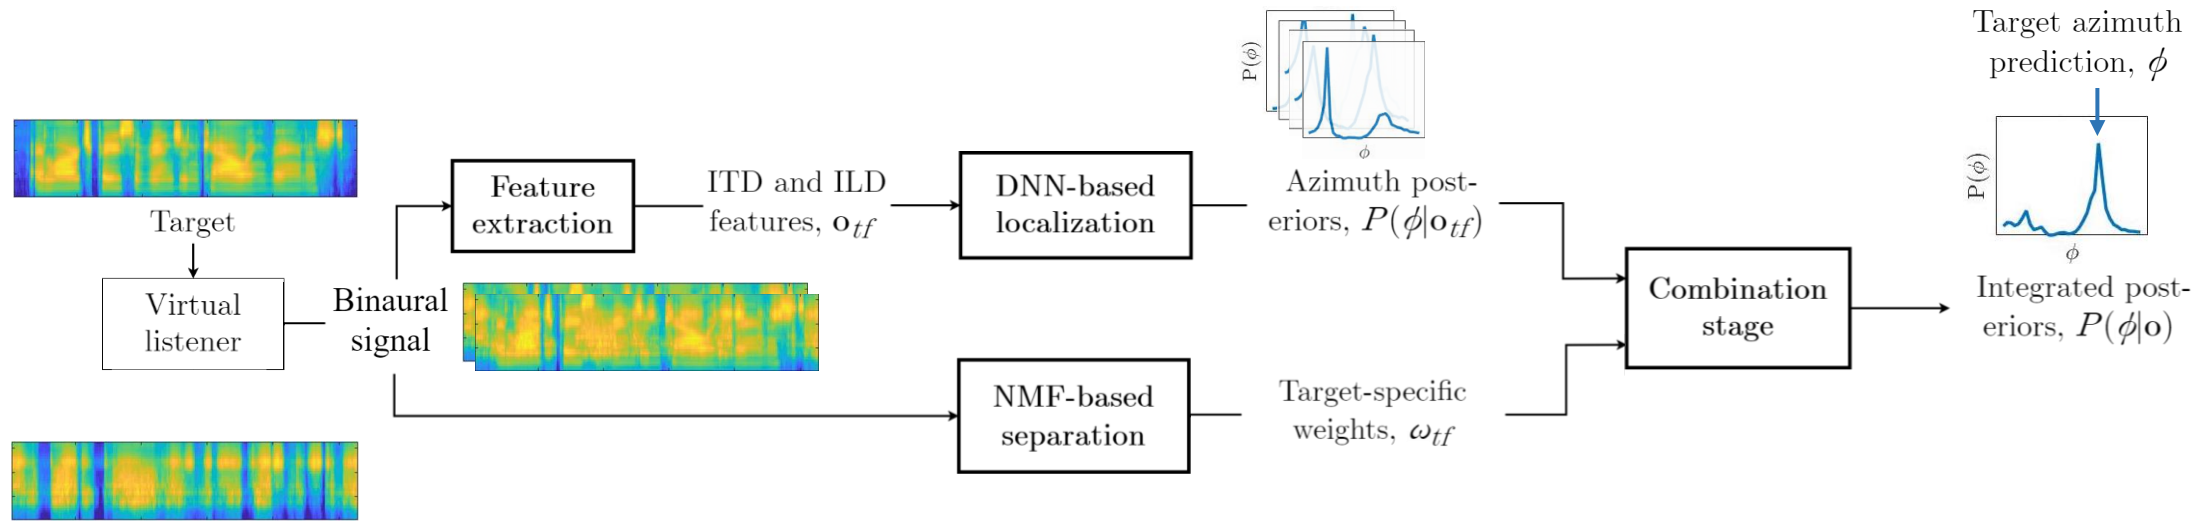 Target
Virtual
listener
Binaural
signal
Feature
extraction
ITD and ILD
features, o_tf
DNN-based
localization
P(ϕ)
ϕ
Azimuth post-
eriors, P(ϕ|o_tf)
NMF-based
separation
Target-specific
weights, ω_tf
Combination
stage
Target azimuth
prediction, ϕ
P(ϕ)
ϕ
Integrated post-
eriors, P(ϕ|o)